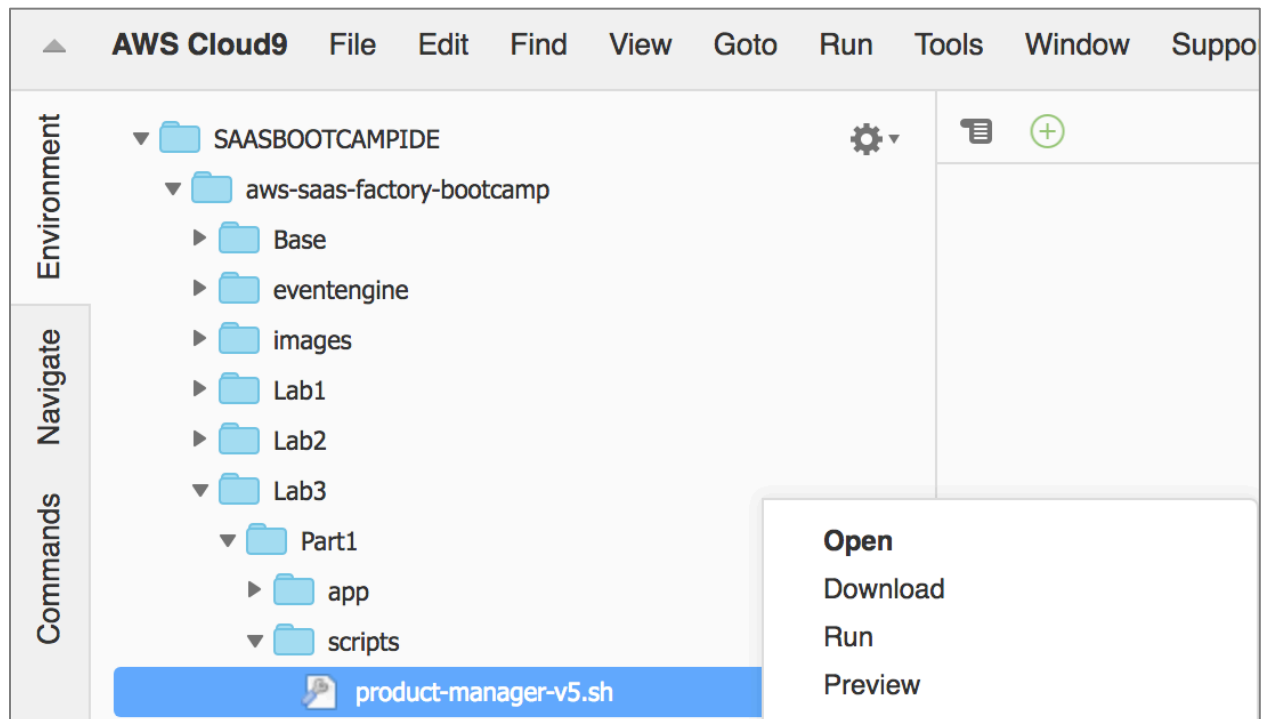 AWS Cloud9 File Edit Find View Goto Run Tools Window Suppo
Environment
Navigate
Commands
SAASBOOTCAMPIDE
aws-saas-factory-bootcamp
Base
eventengine
images
Lab1
Lab2
Lab3
Part1
app
scripts
product-manager-v5.sh
Open
Download
Run
Preview